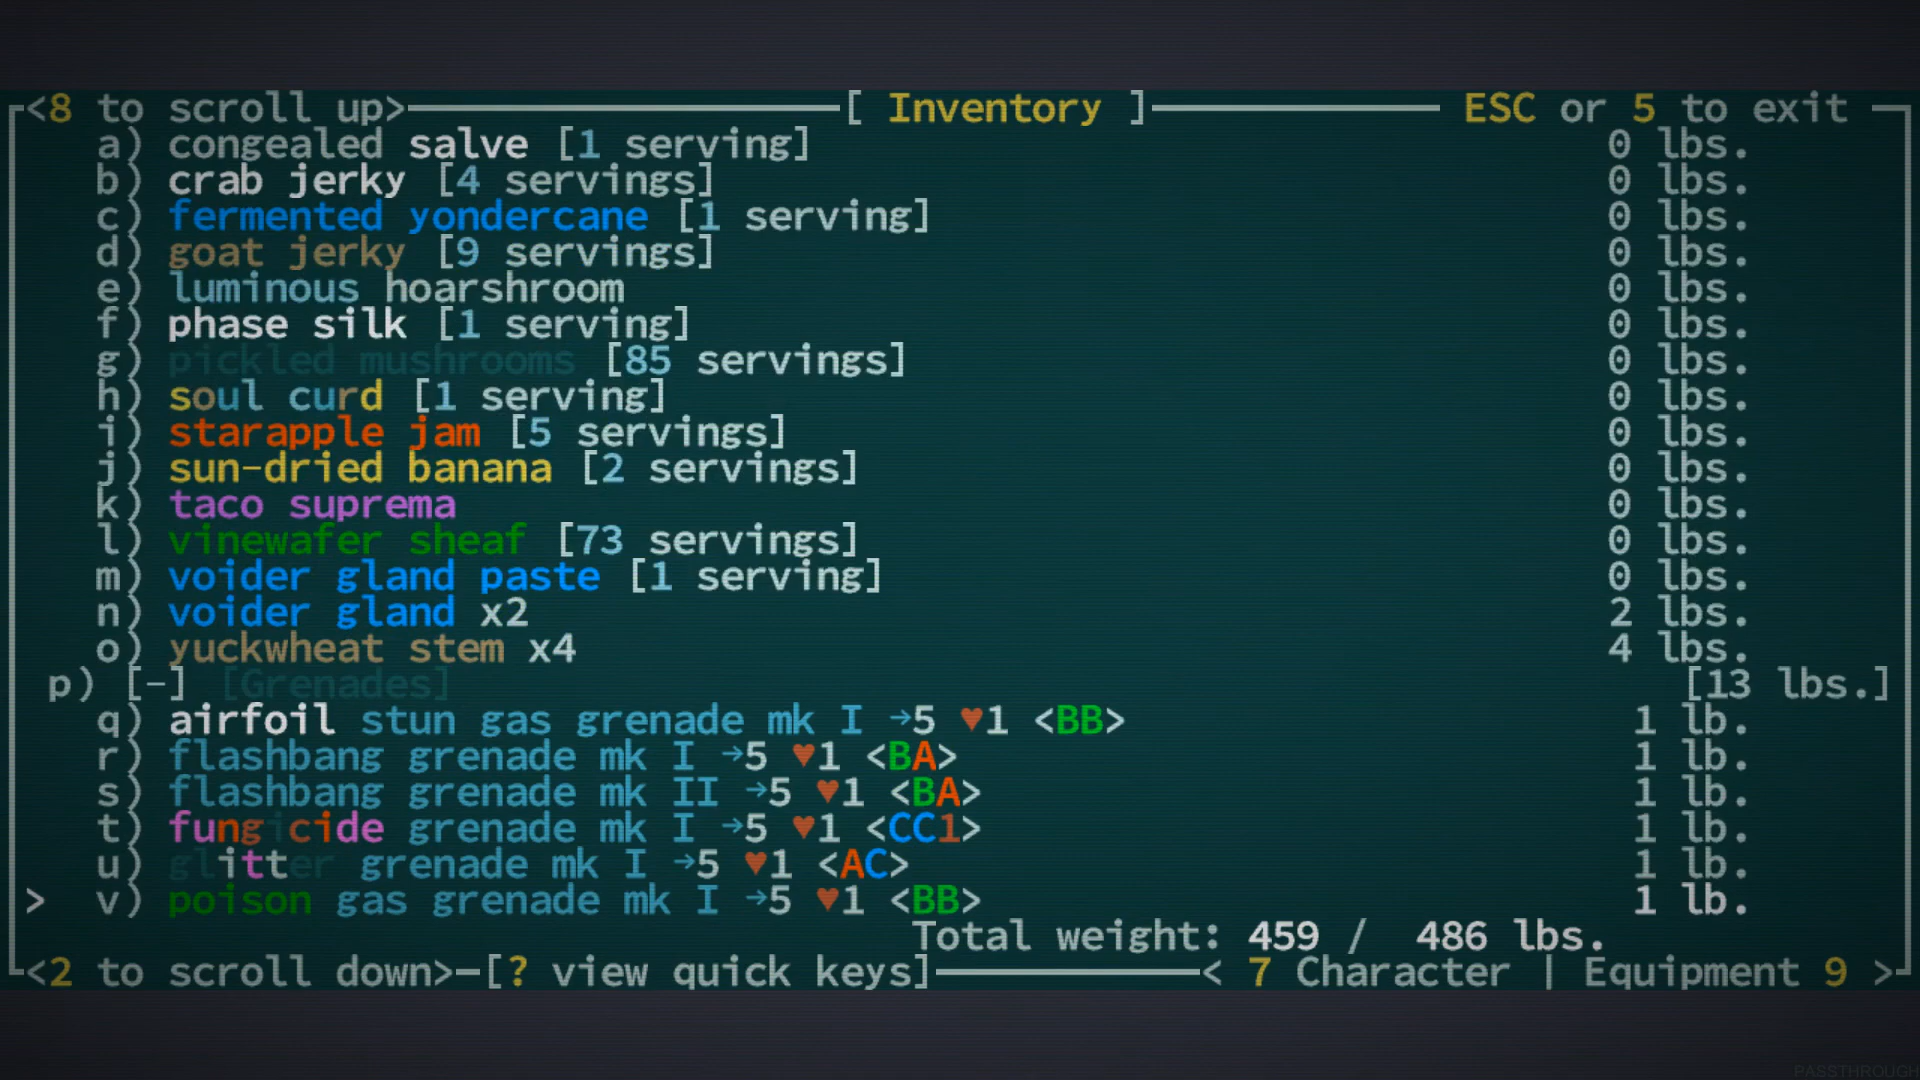 <8 to scroll up> [ Inventory ] ESC or 5 to exit
a) congealed salve [1 serving] 0 lbs.
b) crab jerky [4 servings] 0 lbs.
c) fermented yondercane [1 serving] 0 lbs.
d) goat jerky [9 servings] 0 lbs.
e) luminous hoarshroom 0 lbs.
f) phase silk [1 serving] 0 lbs.
g) pickled mushrooms [85 servings] 0 lbs.
h) soul curd [1 serving] 0 lbs.
i) starapple jam [5 servings] 0 lbs.
j) sun-dried banana [2 servings] 0 lbs.
k) taco suprema 0 lbs.
l) vinewafer sheaf [73 servings] 0 lbs.
m) voider gland paste [1 serving] 0 lbs.
n) voider gland x2 2 lbs.
o) yuckwheat stem x4 4 lbs.
p) [-] [Grenades] [13 lbs.]
q) airfoil stun gas grenade mk I →5 ♥1 <BB> 1 lb.
r) flashbang grenade mk I →5 ♥1 <BA> 1 lb.
s) flashbang grenade mk II →5 ♥1 <BA> 1 lb.
t) fungicide grenade mk I →5 ♥1 <CC1> 1 lb.
u) glitter grenade mk I →5 ♥1 <AC> 1 lb.
> v) poison gas grenade mk I →5 ♥1 <BB> 1 lb.
Total weight: 459 / 486 lbs.
<2 to scroll down> [? view quick keys] < 7 Character | Equipment 9 >
PASSTHROUGH